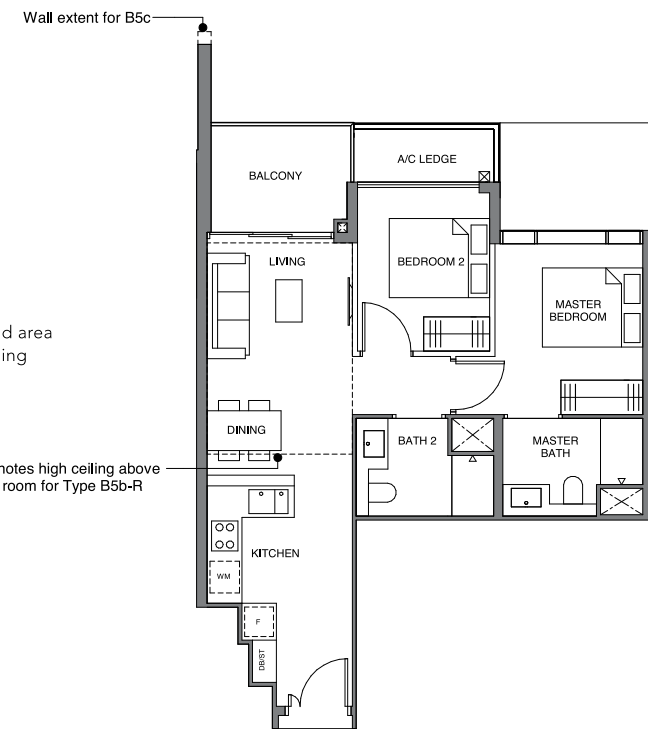 Wall extent for B5c
A/C LEDGE
BALCONY
LIVING
BEDROOM 2
MASTER
BEDROOM
d area
ing
DINING
BATH 2
MASTER
BATH
notes high ceiling above
room for Type B5b-R
KITCHEN
WM
F
DB/ST